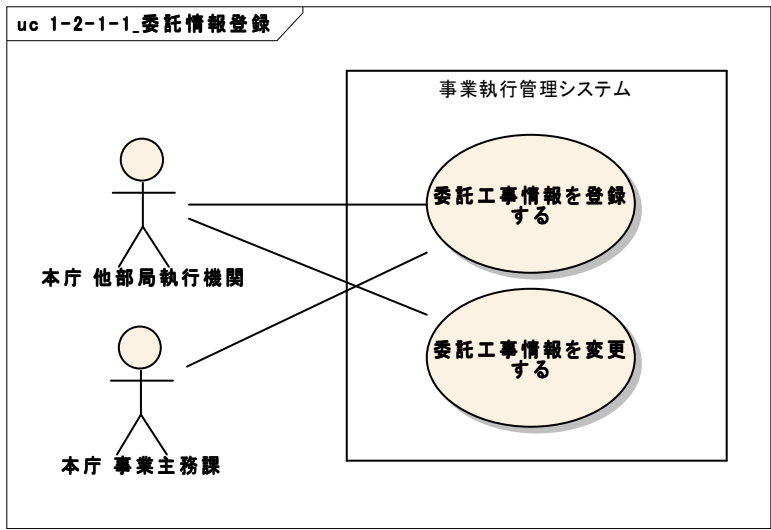 uc 1-2-1-1_委託情報登録
事業執行管理システム
委託工事情報を登録
する
本庁 他部局執行機関
委託工事情報を変更
する
本庁 事業主務課